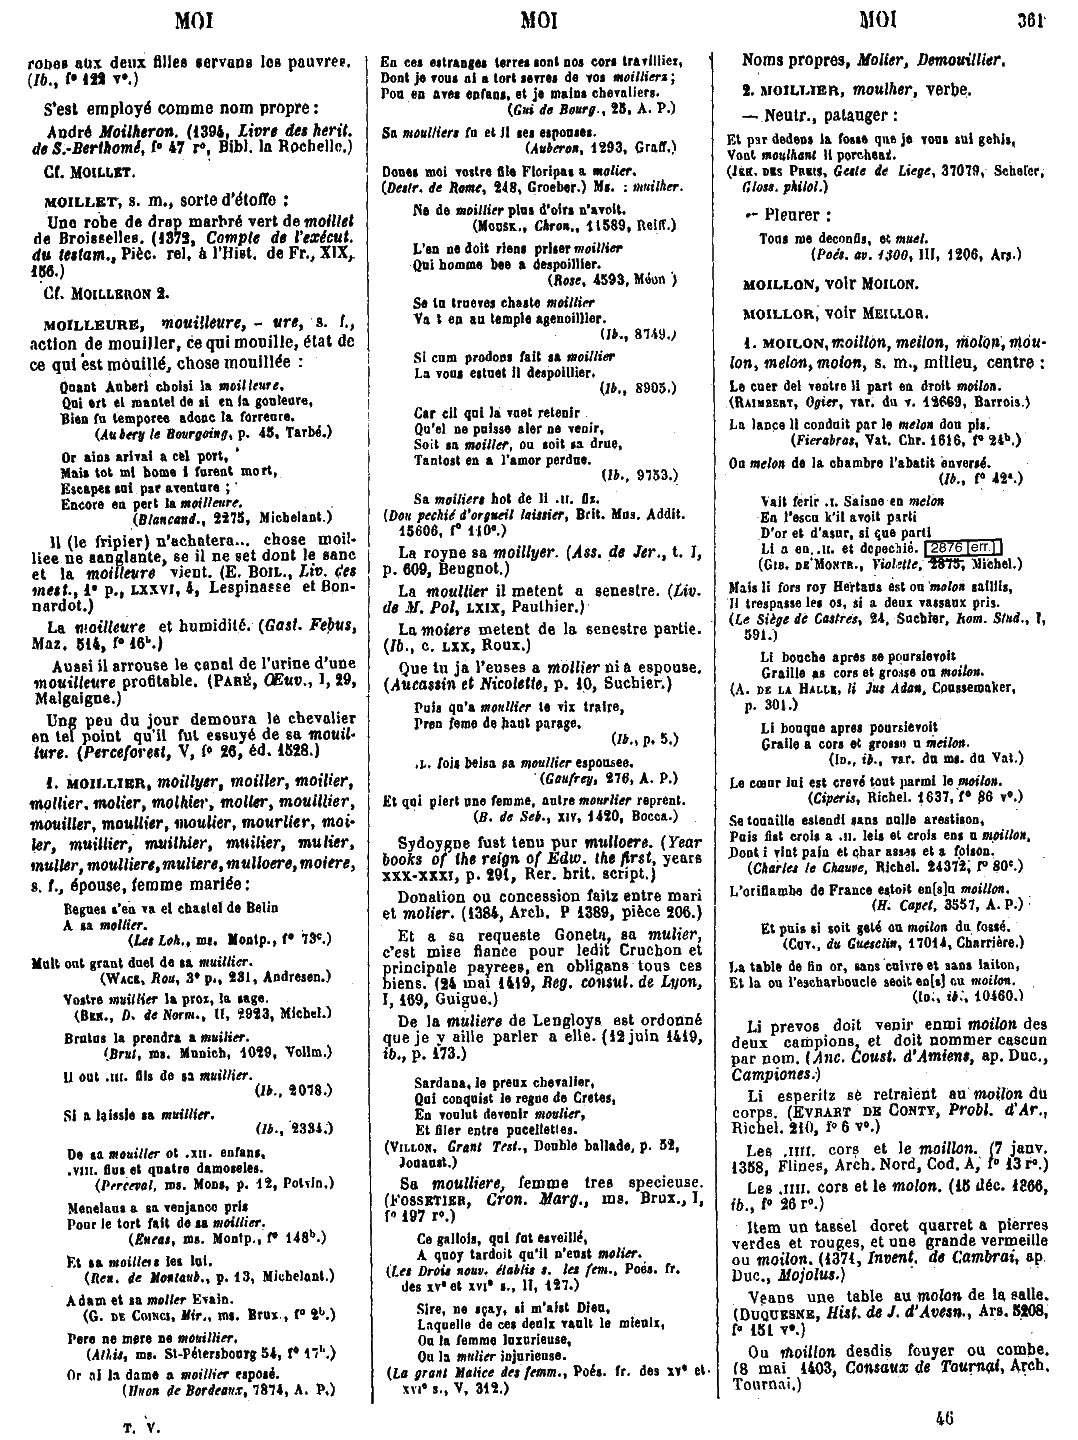 MOI
MOI
MOI
361
robes aux deux filles servans les pauvres.
(Ib., fº 122 vº.)
S'est employé comme nom propre :
André Moilheron. (1394, Livre des herit.
de S.-Berthomé, fº 47 rº, Bibl. la Rochelle.)
Cf. MOILLET.
MOILLET, s. m., sorte d'étoffe :
Une robe de drap marbré vert de moillet
de Broisselles. (1372, Compte de l'exécut.
du testam., Pièc. rel. à l'Hist. de Fr., XIX,
156.)
Cf. MOILLERON 2.
MOILLEURE, mouilleure, - ure, s. f.,
action de mouiller, ce qui mouille, état de
ce qui est mouillé, chose mouillée :
Quant Auberi choisi la moilleure,
Qui ert el mantel de si en la gouleure,
Bien fu temporee adonc la forreure.
(Aubery le Bourgoing, p. 45, Tarbé.)
Or ains arivai a cel port,
Mais tot mi home i furent mort,
Escapes sui par aventure ;
Encore en pert la moilleure.
(Blancand., 2275, Michelant.)
Il (le fripier) n'achatera... chose moil-
liee ne sanglante, se il ne set dont le sanc
et la moilleure vient. (E. BOIL., Liv. des
mest., 1ª p., LXXVI, 4, Lespinasse et Bon-
nardot.)
La moilleure et humidité. (Gast. Febus,
Maz. 514, fº 16ᵇ.)
Aussi il arrouse le canal de l'urine d'une
mouilleure profitable. (PARÉ, Œuv., I, 29,
Malgaigne.)
Ung peu du jour demoura le chevalier
en tel point qu'il fut essuyé de sa mouil-
lure. (Perceforest, V, fº 26, éd. 1528.)
1. MOILLIER, moillyer, moiller, moilier,
mollier, molier, molhier, moller, mouillier,
mouiller, moullier, moulier, mourlier, moi-
ler, muillier, muilhier, muilier, mulier,
muller, moulliere, muliere, mulloere, moiere,
s. f., épouse, femme mariée :
Regnes s'en va el chastel de Belin
A sa mollier.
(Les Loh., ms. Montp., fº 73ᶜ.)
Mult out grant duel de sa muillier.
(WACE, Rou, 3ª p., 231, Andresen.)
Vostre muillier la proz, la sage.
(BEN., D. de Norm., II, 2923, Michel.)
Brutus la prendra a muilier.
(Brut, ms. Munich, 1029, Vollm.)
Il out .III. fils de sa muillier.
(Ib., 2078.)
Si a laissie sa muillier.
(Ib., 2334.)
De sa mouiller ot .XII. enfans,
.VIII. fius et quatre damoseles.
(Perceval, ms. Mons, p. 12, Potvin.)
Menelaus a sa venjance pris
Pour le tort fait de sa moillier.
(Eneas, ms. Montp., fº 148ᵇ.)
Et sa moillers les lui.
(Ren. de Montaub., p. 13, Michelant.)
Adam et sa moller Evain.
(G. DE COINCI, Mir., ms. Brux., fº 2ᵇ.)
Pere ne mere ne mouillier.
(Athis, ms. St-Pétersbourg 54, fº 17ᵇ.)
Or ai la dame a moillier esposé.
(Huon de Bordeaux, 7874, A. P.)
T. V.
En ces estranges terres sont nos cors travillies,
Dont je vous ai a tort sevres de vos moilliers ;
Pou en aves enfans, et je mains chevaliers.
(Gui de Bourg., 25, A. P.)
Sa moulliers fu et il ses espouses.
(Auberon, 1293, Graff.)
Dones moi vostre file Floripas a molier.
(Destr. de Rome, 248, Groeber.) Ms. : muilher.
Ne de moillier plus d'oirs n'avoit.
(MOUSK., Chron., 11589, Reiff.)
L'en ne doit riens priser moillier
Qui homme bee a despoillier.
(Rose, 4593, Méon.)
Se tu trueves chaste moillier
Va t en au temple agenoillier.
(Ib., 8749.)
Si cum prodons fait sa moillier
La vous estuet il despoillier.
(Ib., 8905.)
Car cil qui la vuet retenir
Qu'el ne puisse aler ne venir,
Soit sa moiller, ou soit sa drue,
Tantost en a l'amor perdue.
(Ib., 9753.)
Sa moiliers hot de li .II. fiz.
(Dou pechié d'orgueil laissier, Brit. Mus. Addit.
15606, fº 110ᵃ.)
La royne sa moillyer. (Ass. de Jer., t. I,
p. 609, Beugnot.)
La moullier il metent a senestre. (Liv.
de M. Pol, LXIX, Pauthier.)
La moiere metent de la senestre partie.
(Ib., c. LXX, Roux.)
Que tu ja l'euses a mollier ni a espouse.
(Aucassin et Nicolette, p. 10, Suchier.)
Puis qu'a moullier te vix traire,
Pren feme de haut parage.
(Ib., p. 5.)
.L. fois beisa sa moullier espousee.
(Gaufrey, 276, A. P.)
Et qui piert une femme, autre mourlier reprent.
(B. de Seb., XIV, 1420, Bocca.)
Sydoygne fust tenu pur mulloere. (Year
books of the reign of Edw. the first, years
XXX-XXXI, p. 291, Rer. brit. script.)
Donation ou concession faitz entre mari
et molier. (1384, Arch. P 1389, pièce 206.)
Et a sa requeste Goneta, sa mulier,
c'est mise fiance pour ledit Cruchon et
principale payrees, en obligans tous ces
biens. (24 mai 1419, Reg. consul. de Lyon,
I, 169, Guigue.)
De la muliere de Lengloys est ordonné
que je y aille parler a elle. (12 juin 1419,
ib., p. 173.)
Sardana, le preux chevalier,
Qui conquist le regne de Cretes,
En voulut devenir moulier,
Et filer entre pucelletes.
(VILLON, Grant Test., Double ballade, p. 52,
Jouaust.)
Sa moulliere, femme tres specieuse.
(FOSSETIER, Cron. Marg., ms. Brux., I,
fº 197 rº.)
Ce gallois, qui fut esveillé,
A quoy tardoit qu'il n'eust molier.
(Les Drois nouv. établis s. les fem., Poés. fr.
des XVᵉ et XVIᵉ s., II, 127.)
Sire, ne sçay, si m'aist Dieu,
Laquelle de ces deulx vault le mieulx,
Ou la femme luxurieuse,
Ou la mulier injurieuse.
(La grant Malice des femm., Poés. fr. des XVᵉ et
XVIᵉ s., V, 312.)
Noms propres, Molier, Demouillier.
2. MOILLIER, moulher, verbe.
— Neutr., patauger :
Et par dedens la fosse que je vous sui gehis,
Vont moulhant li porcheaz.
(JEH. DES PREIS, Geste de Liege, 37079, Scheler,
Gloss. philol.)
— Pleurer :
Tous me deconfis, et muel.
(Poés. av. 1300, III, 1206, Ars.)
MOILLON, voir MOILON.
MOILLOR, voir MEILLOR.
1. MOILON, moillon, meilon, molon, mou-
lon, melon, moion, s. m., milieu, centre :
Le cuer del ventre li part en droit moilon.
(RAIMBERT, Ogier, var. du v. 12669, Barrois.)
La lance li conduit par le melon dou pis.
(Fierabras, Vat. Chr. 1616, fº 24ᵇ.)
Ou melon de la chambre l'abatit enversé.
(Ib., fº 42ᵃ.)
Vait ferir .I. Saisne en melon
En l'escu k'il avoit parti
D'or et d'asur, si que parti
Li a en .II. et depechié. 2876 err.
(GIB. DE MONTR., Violette, 2875, Michel.)
Mais li fors roy Hertaus est ou molon saillis,
Il trespasse les os, si a deux vassaux pris.
(Le Siège de Castres, 24, Suchier, Rom. Stud., I,
591.)
Li bouche apres se poursievoit
Graille as cors et grosse ou moilon.
(A. DE LA HALLE, li Jus Adan, Coussemaker,
p. 301.)
Li bouque apres poursievoit
Graile a cors et grosse u meilon.
(ID., ib., var. du ms. du Vat.)
Le cœur lui est crevé tout parmi le moilon.
(Ciperis, Richel. 1637, fº 86 vº.)
Se touaille estendi sans nulle arestison,
Puis fist crois a .II. leis et crois ens u moillon,
Dont i vint pain et char asses et a foison.
(Charles le Chauve, Richel. 24372, fº 80ᶜ.)
L'oriflambe de France estoit en[s]u moillon.
(H. Capet, 3557, A. P.)
Et puis si soit geté ou moilon du fossé.
(CUV., du Guesclin, 17014, Charrière.)
La table de fin or, sans cuivre et sans laiton,
Et la ou l'escharboucle seoit en[s] ou moilon.
(ID., ib., 10460.)
Li prevos doit venir enmi moilon des
deux campions, et doit nommer cascun
par nom. (Anc. Coust. d'Amiens, ap. Duc.,
Campiones.)
Li esperitz se retraient au moilon du
corps. (EVRART DE CONTY, Probl. d'Ar.,
Richel. 210, fº 6 vº.)
Les .IIII. cors et le moillon. (7 janv.
1358, Flines, Arch. Nord, Cod. A, fº 13 rº.)
Les .IIII. cors et le molon. (15 déc. 1366,
ib., fº 26 rº.)
Item un tassel doret quarret a pierres
verdes et rouges, et une grande vermeille
ou moilon. (1371, Invent. de Cambrai, ap.
Duc., Mojolus.)
Veans une table au molon de la salle.
(DUQUESNE, Hist. de J. d'Avesn., Ars. 5208,
fº 151 vº.)
Ou moillon desdis fouyer ou combe.
(8 mai 1403, Consaux de Tournai, Arch.
Tournai.)
46